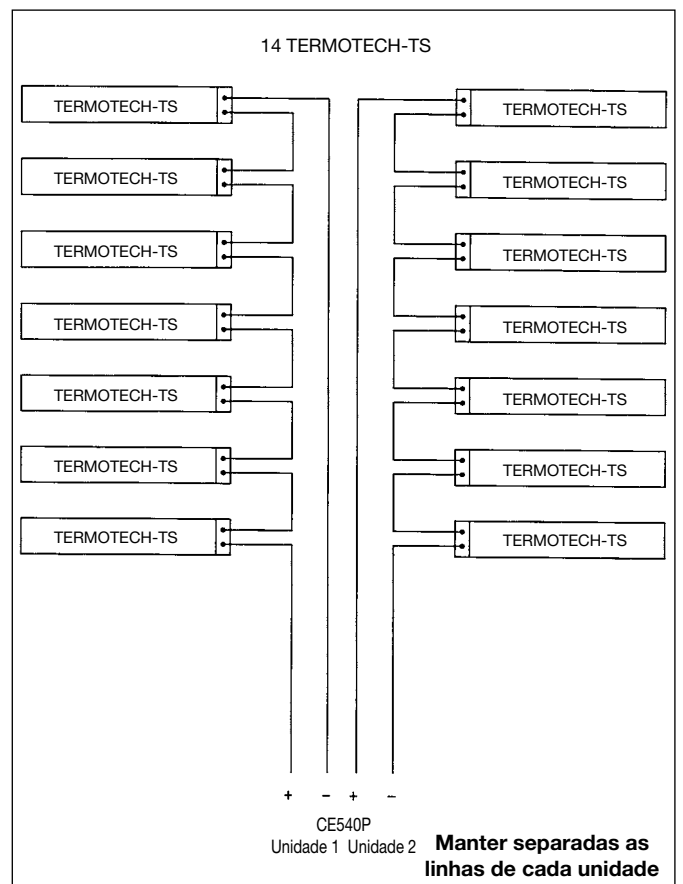 14 TERMOTECH-TS
TERMOTECH-TS
TERMOTECH-TS
TERMOTECH-TS
TERMOTECH-TS
TERMOTECH-TS
TERMOTECH-TS
TERMOTECH-TS
TERMOTECH-TS
TERMOTECH-TS
TERMOTECH-TS
TERMOTECH-TS
TERMOTECH-TS
TERMOTECH-TS
TERMOTECH-TS
+ – + –
CE540P
Unidade 1 Unidade 2
Manter separadas as
linhas de cada unidade